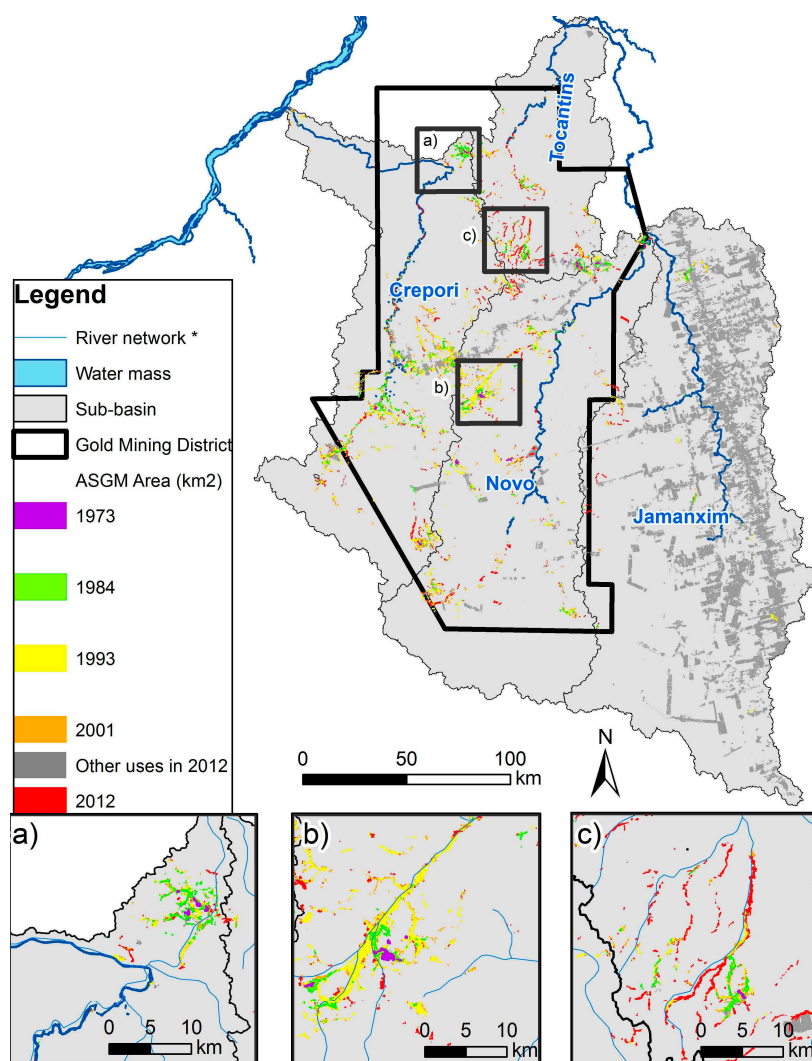 Tocantins
a)
c)
Crepori
b)
Novo
Jamanxim
Legend
River network *
Water mass
Sub-basin
Gold Mining District
ASGM Area (km2)
1973
1984
1993
2001
Other uses in 2012
2012
0 50 100
km
N
a)
0 5 10
km
b)
0 5 10
km
c)
0 5 10
km